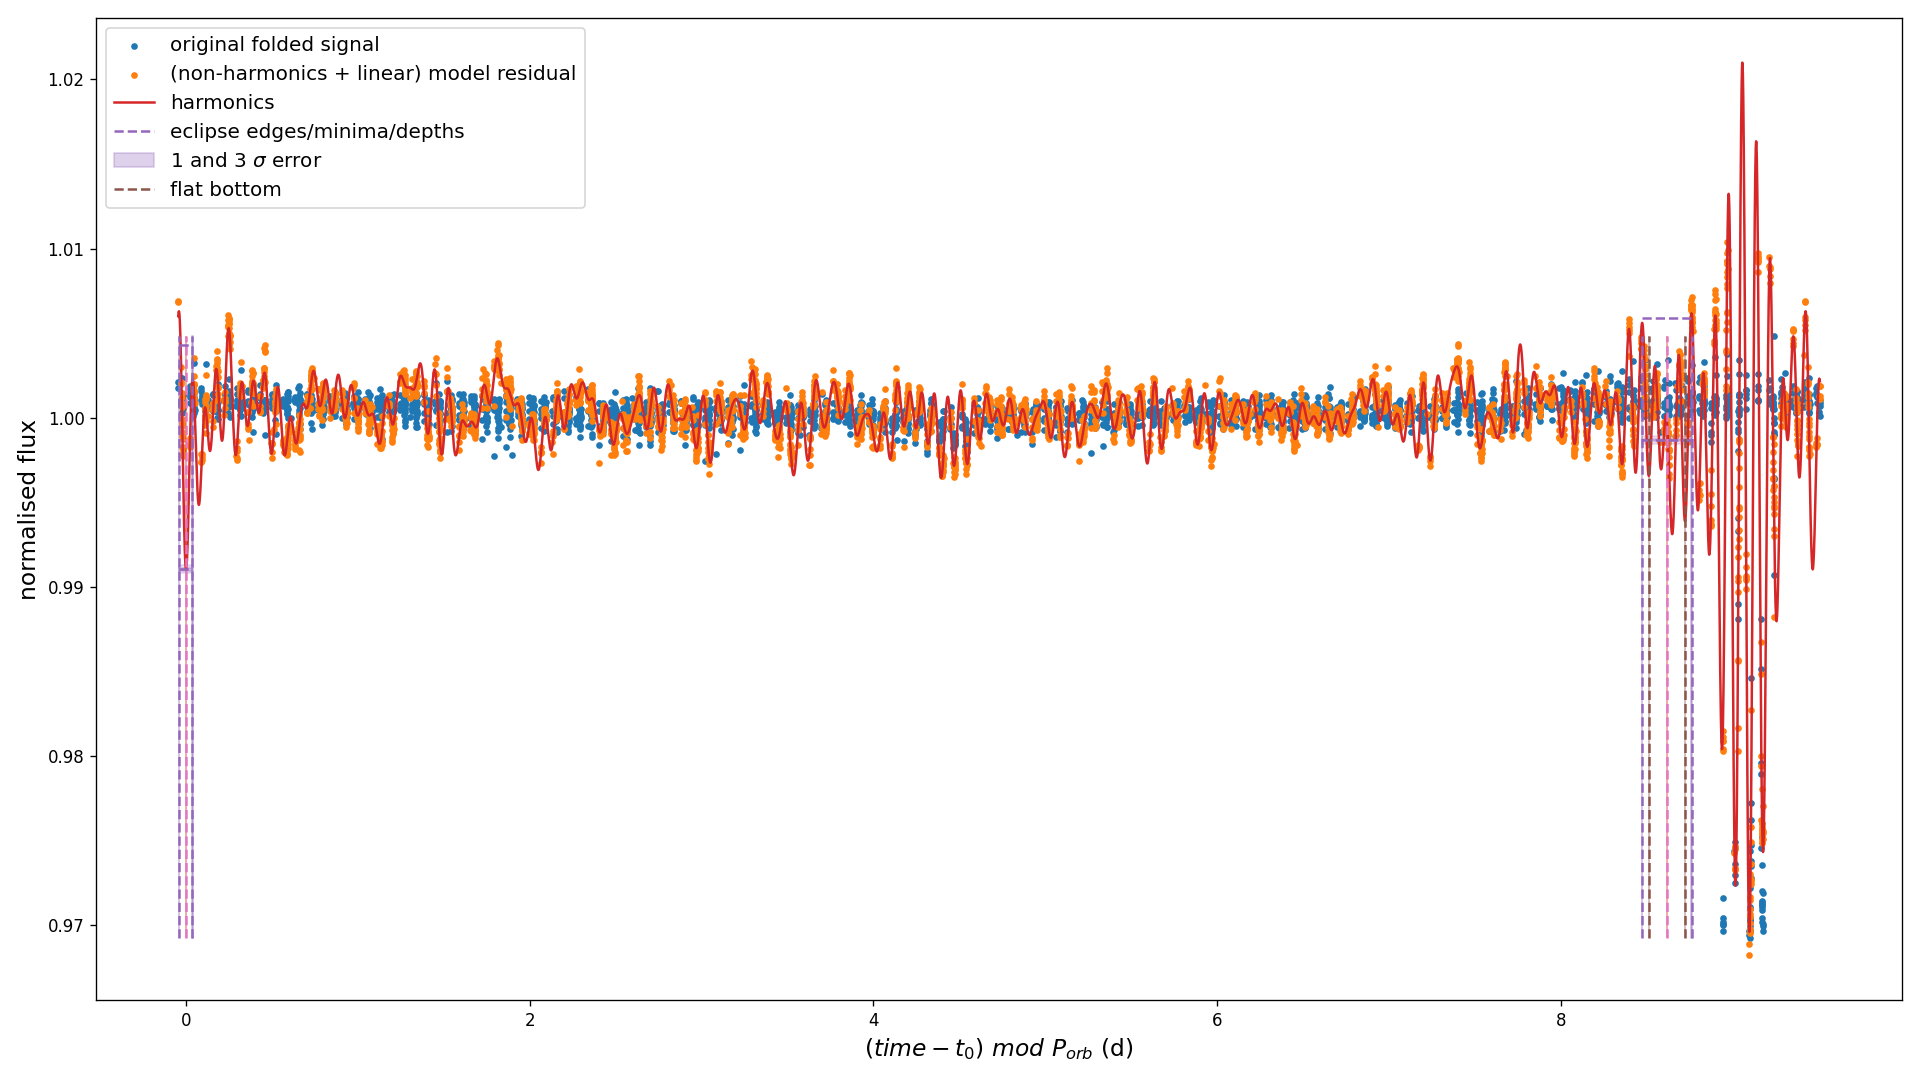 original folded signal
(non-harmonics + linear) model residual
harmonics
eclipse edges/minima/depths
1 and 3 σ error
flat bottom
normalised flux
1.02
1.01
1.00
0.99
0.98
0.97
0 2 4 6 8
(time − t₀) mod P_orb (d)